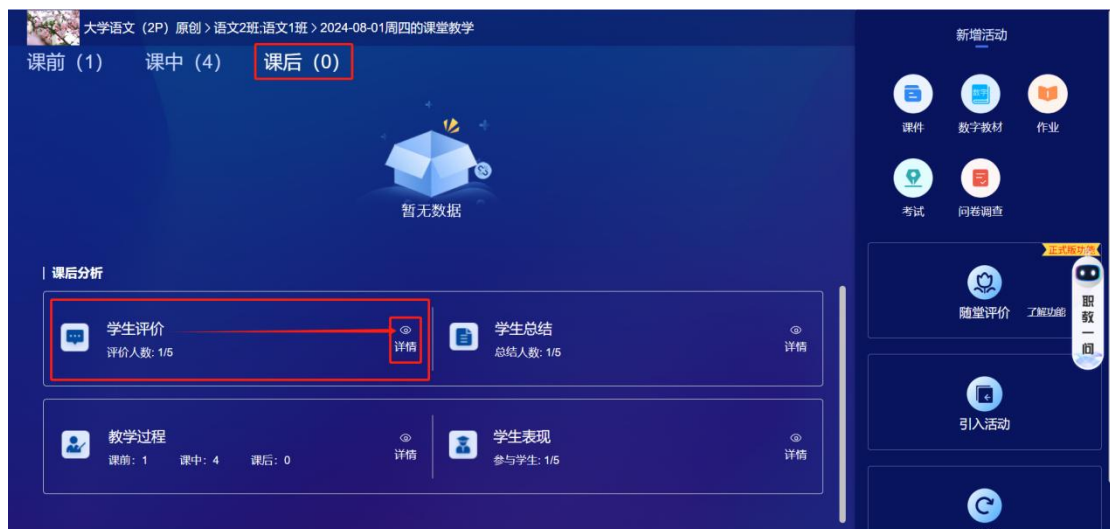 大学语文（2P）原创 > 语文2班;语文1班 > 2024-08-01周四的课堂教学
课前（1） 课中（4） 课后（0）
暂无数据
课后分析
学生评价
评价人数: 1/5
详情
学生总结
总结人数: 1/5
详情
教学过程
课前: 1 课中: 4 课后: 0
详情
学生表现
参与学生: 1/5
详情
新增活动
课件 数字教材 作业
考试 问卷调查
正式版功能
随堂评价 了解功能
引入活动
职教一问